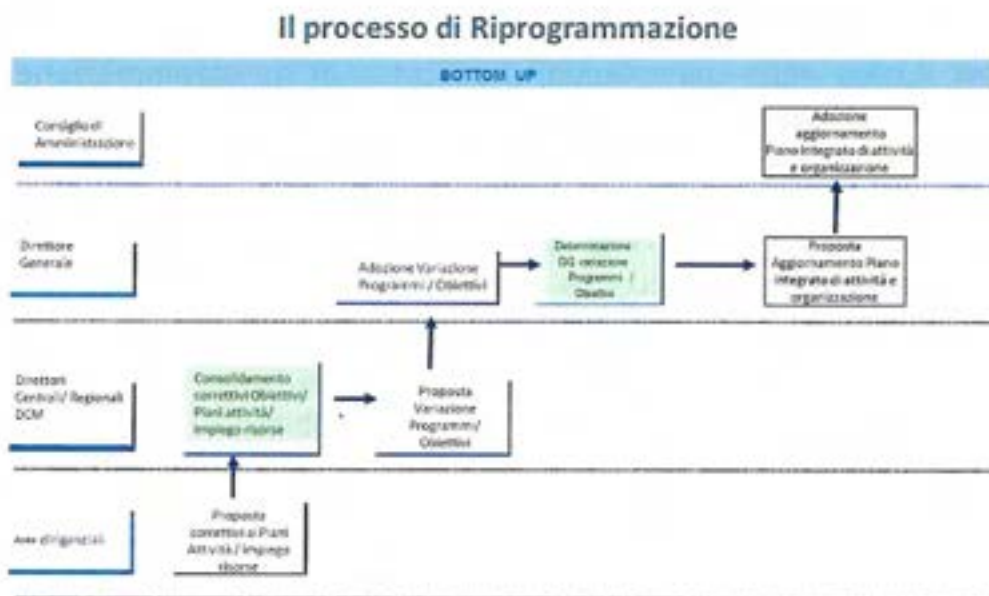 Il processo di Riprogrammazione
BOTTOM UP
Consiglio di
Amministrazione
Adozione
aggiornamento
Piano Integrato di attività
e organizzazione
Direttore
Generale
Adozione Variazione
Programmi / Obiettivi
Determinazione
DG variazione
Programmi /
Obiettivi
Proposta
Aggiornamento Piano
integrato di attività e
organizzazione
Direttori
Centrali/ Regionali
DCM
Consolidamento
correttivi Obiettivi/
Piani attività/
Impiego risorse
Proposta
Variazione
Programmi/
Obiettivi
Aree dirigenziali
Proposta
correttivi ai Piani
Attività / Impiego
risorse